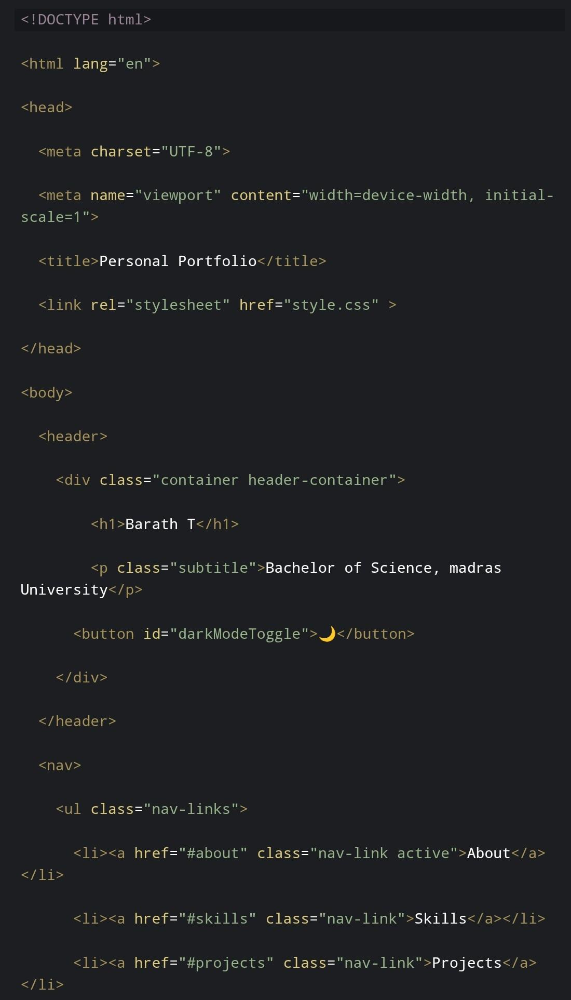 <!DOCTYPE html>
<html lang="en">
<head>
<meta charset="UTF-8">
<meta name="viewport" content="width=device-width, initial-
scale=1">
<title>Personal Portfolio</title>
<link rel="stylesheet" href="style.css" >
</head>
<body>
<header>
<div class="container header-container">
<h1>Barath T</h1>
<p class="subtitle">Bachelor of Science, madras
University</p>
<button id="darkModeToggle">🌙</button>
</div>
</header>
<nav>
<ul class="nav-links">
<li><a href="#about" class="nav-link active">About</a>
</li>
<li><a href="#skills" class="nav-link">Skills</a></li>
<li><a href="#projects" class="nav-link">Projects</a>
</li>